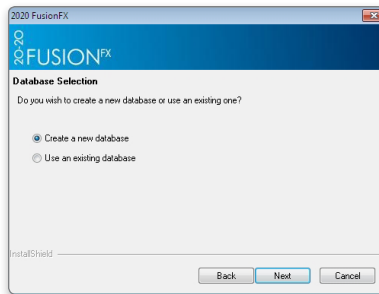 2020 FusionFX
20-20
FUSIONFX
Database Selection
Do you wish to create a new database or use an existing one?
Create a new database
Use an existing database
InstallShield
Back
Next
Cancel